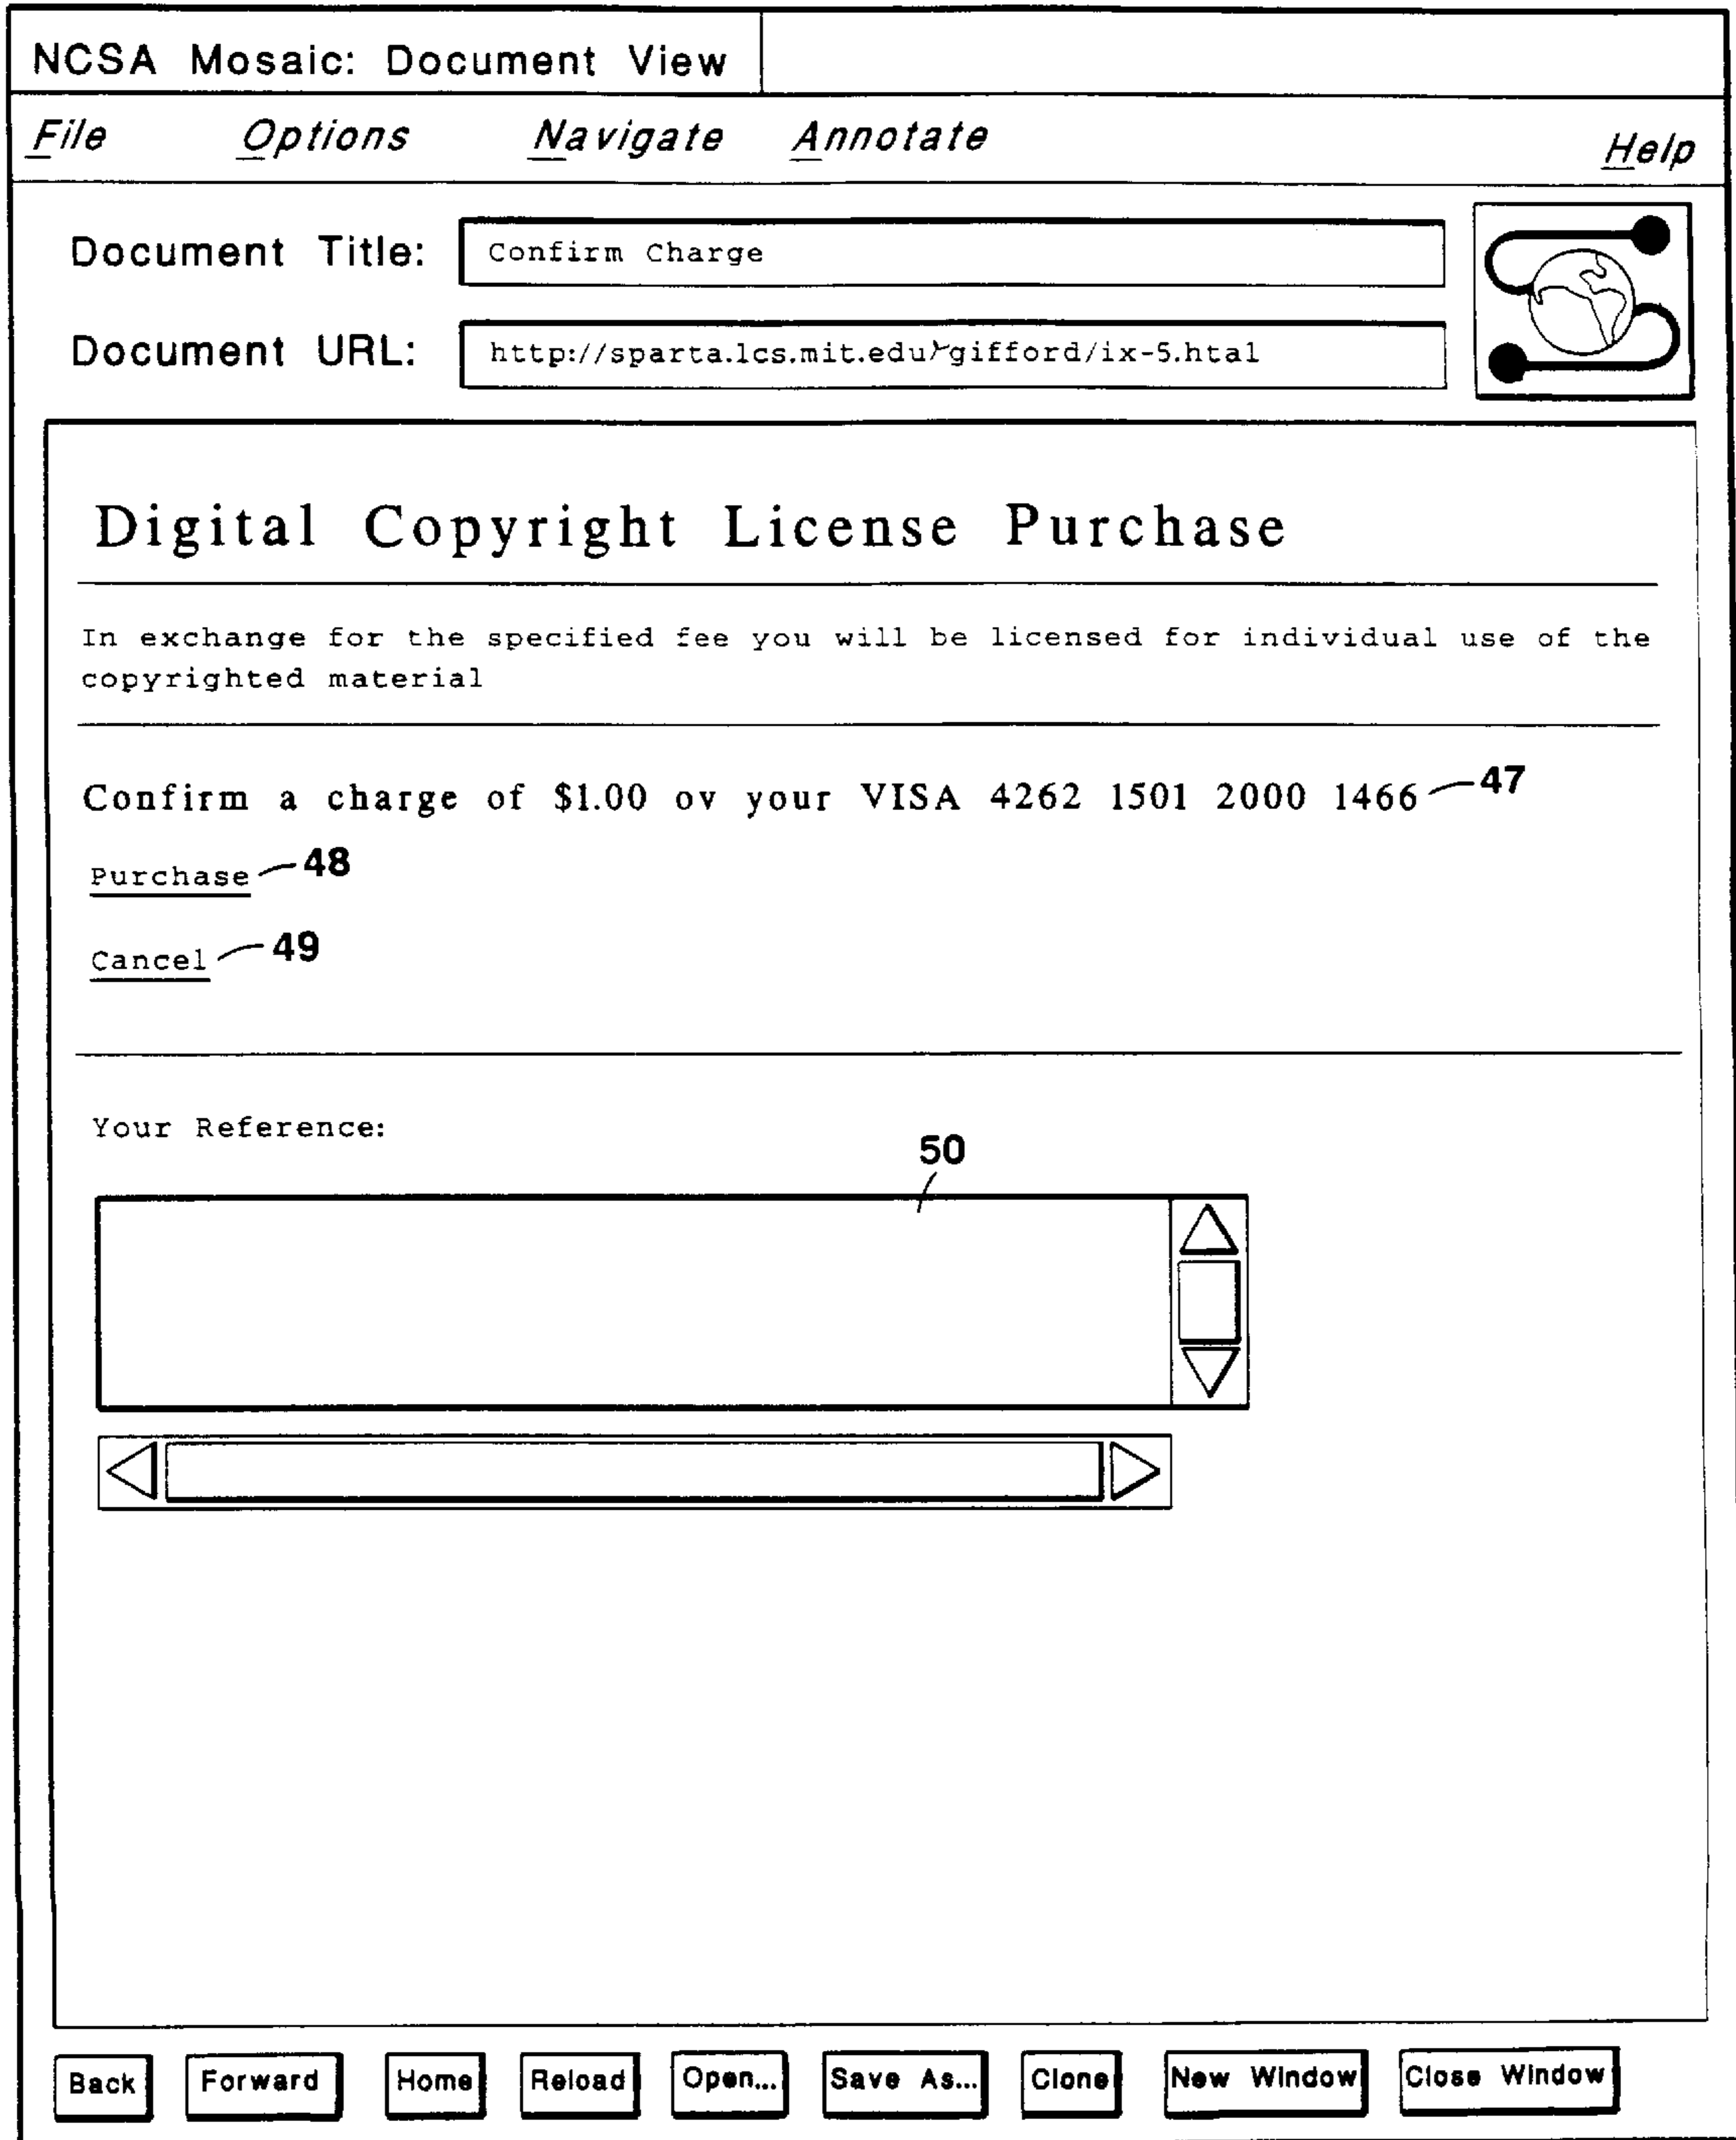 NCSA Mosaic: Document View
File Options Navigate Annotate Help
Document Title: Confirm Charge
Document URL: http://sparta.lcs.mit.edu/~gifford/ix-5.htal
Digital Copyright License Purchase
In exchange for the specified fee you will be licensed for individual use of the
copyrighted material
Confirm a charge of $1.00 ov your VISA 4262 1501 2000 1466 47
Purchase 48
Cancel 49
Your Reference:
50
Back Forward Home Reload Open... Save As... Clone New Window Close Window